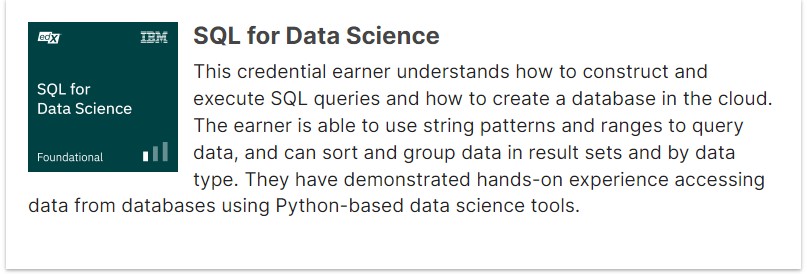 edX
IBM
SQL for
Data Science
Foundational
SQL for Data Science
This credential earner understands how to construct and
execute SQL queries and how to create a database in the cloud.
The earner is able to use string patterns and ranges to query
data, and can sort and group data in result sets and by data
type. They have demonstrated hands-on experience accessing
data from databases using Python-based data science tools.